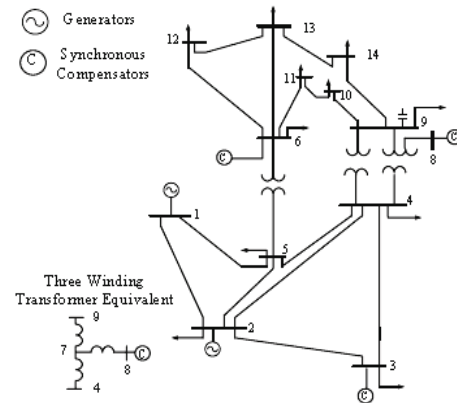 Generators
C Synchronous
Compensators
13
12
14
11
10
9
6
C
8
C
1
4
5
Three Winding
Transformer Equivalent
9
7
8
C
4
2
3
C